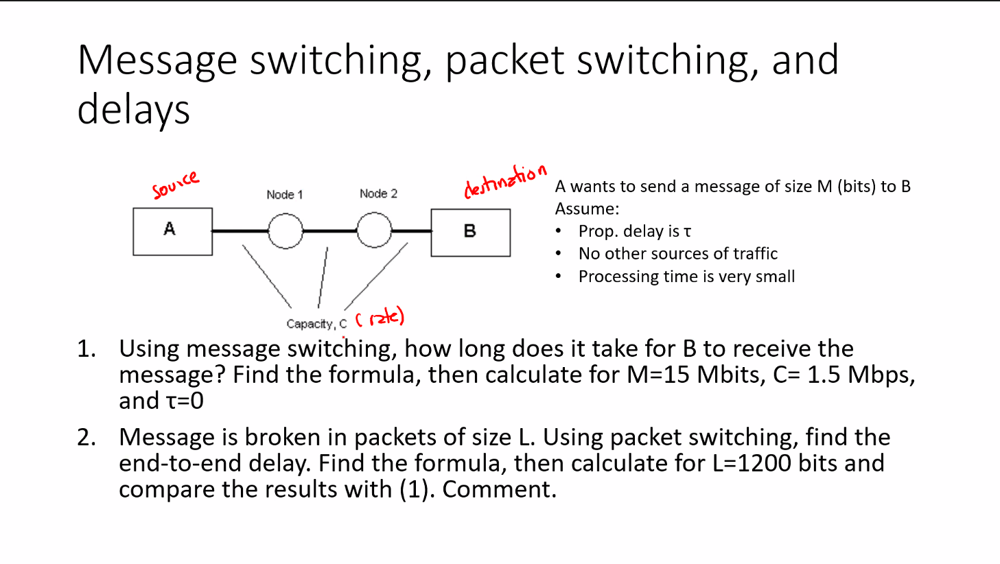 Message switching, packet switching, and
delays
source
destination
Node 1
Node 2
A
B
A wants to send a message of size M (bits) to B
Assume:
• Prop. delay is τ
• No other sources of traffic
• Processing time is very small
Capacity, C (rate)
1. Using message switching, how long does it take for B to receive the
message? Find the formula, then calculate for M=15 Mbits, C= 1.5 Mbps,
and τ=0
2. Message is broken in packets of size L. Using packet switching, find the
end-to-end delay. Find the formula, then calculate for L=1200 bits and
compare the results with (1). Comment.